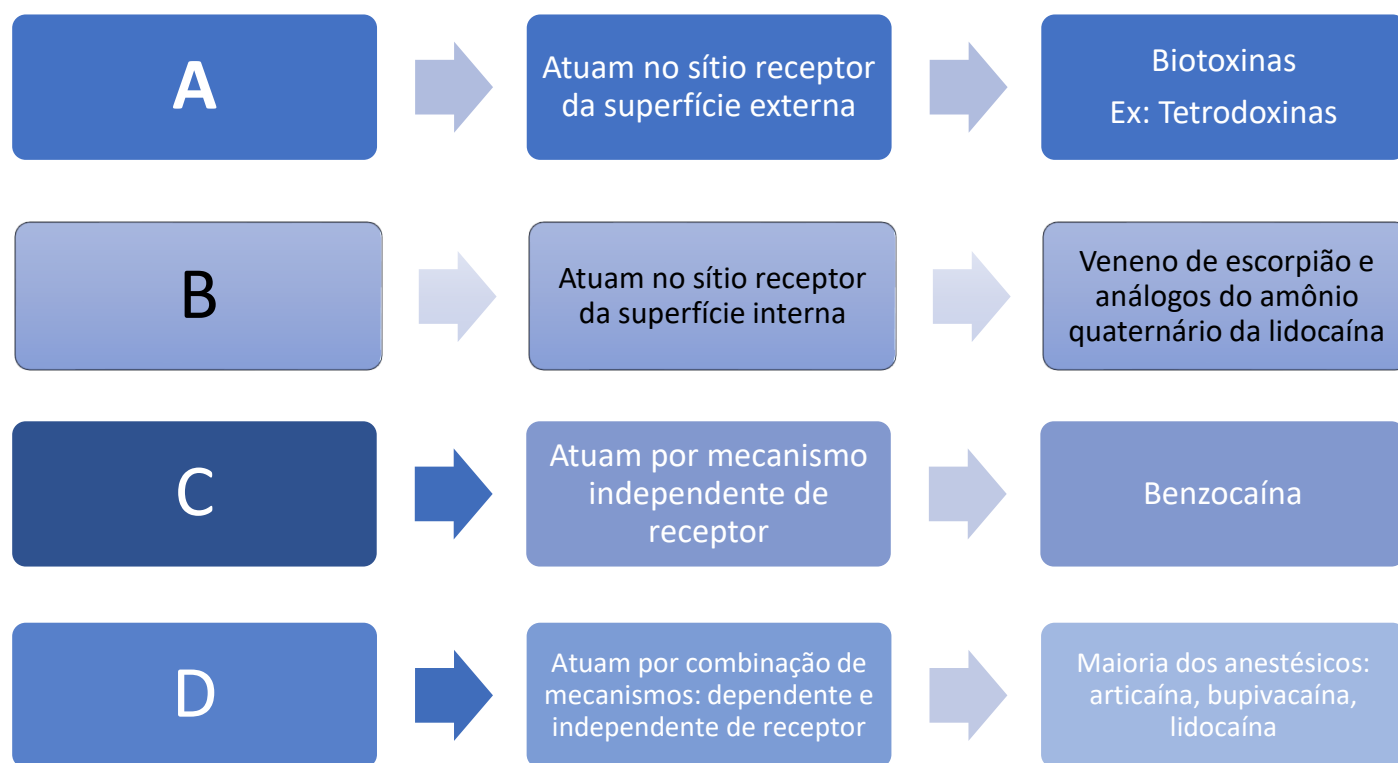 A
Atuam no sítio receptor
da superfície externa
Biotoxinas
Ex: Tetrodoxinas
B
Atuam no sítio receptor
da superfície interna
Veneno de escorpião e
análogos do amônio
quaternário da lidocaína
C
Atuam por mecanismo
independente de
receptor
Benzocaína
D
Atuam por combinação de
mecanismos: dependente e
independente de receptor
Maioria dos anestésicos:
articaína, bupivacaína,
lidocaína